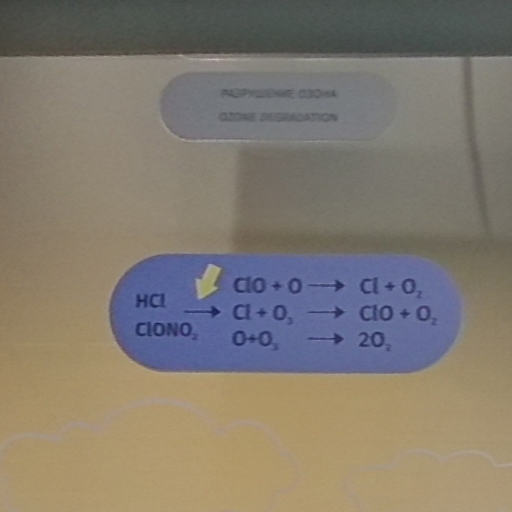 РАЗРУШЕНИЕ ОЗОНА
OZONE DEGRADATION
HCl
ClONO₂
→
ClO + O → Cl + O₂
Cl + O₃ → ClO + O₂
O+O₃ → 2O₂